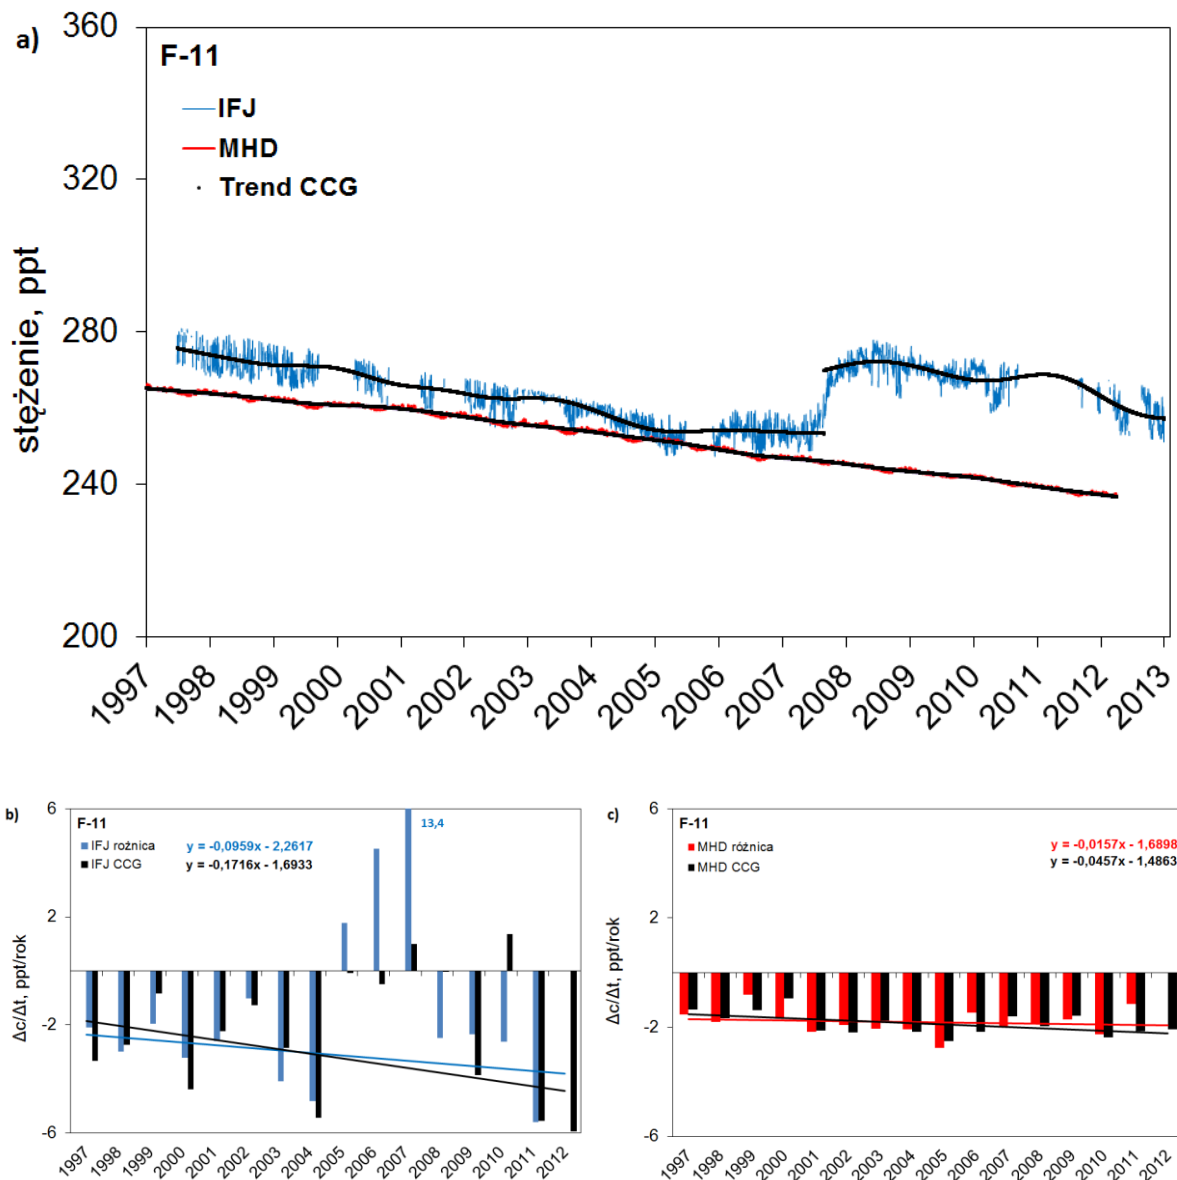 a)
F-11
IFJ
MHD
Trend CCG
stężenie, ppt
360
320
280
240
200
1997 1998 1999 2000 2001 2002 2003 2004 2005 2006 2007 2008 2009 2010 2011 2012 2013
b)
F-11
IFJ rożnica y = -0,0959x - 2,2617
IFJ CCG y = -0,1716x - 1,6933
13,4
Δc/Δt, ppt/rok
6
2
-2
-6
1997 1998 1999 2000 2001 2002 2003 2004 2005 2006 2007 2008 2009 2010 2011 2012
c)
F-11
MHD różnica y = -0,0157x - 1,6898
MHD CCG y = -0,0457x - 1,4863
Δc/Δt, ppt/rok
6
2
-2
-6
1997 1998 1999 2000 2001 2002 2003 2004 2005 2006 2007 2008 2009 2010 2011 2012